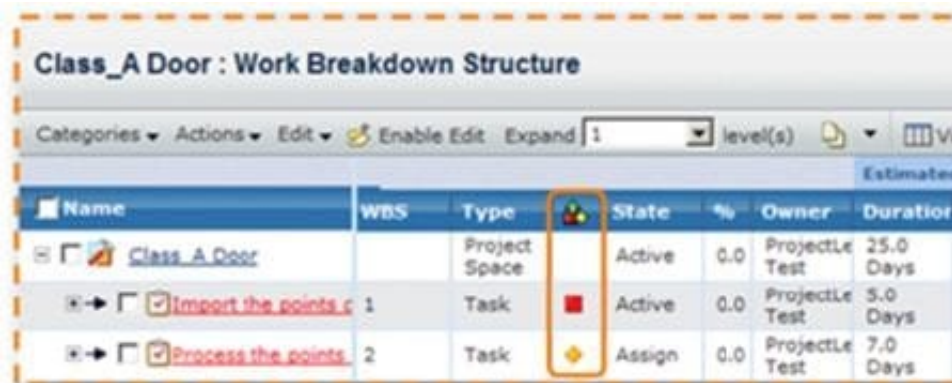 Class_A Door : Work Breakdown Structure
Categories Actions Edit Enable Edit Expand 1 level(s)
Estimated
Name WBS Type State % Owner Duration
Class_A Door Project Space Active 0.0 ProjectLe Test 25.0 Days
Import the points c 1 Task Active 0.0 ProjectLe Test 5.0 Days
Process the points 2 Task Assign 0.0 ProjectLe Test 7.0 Days